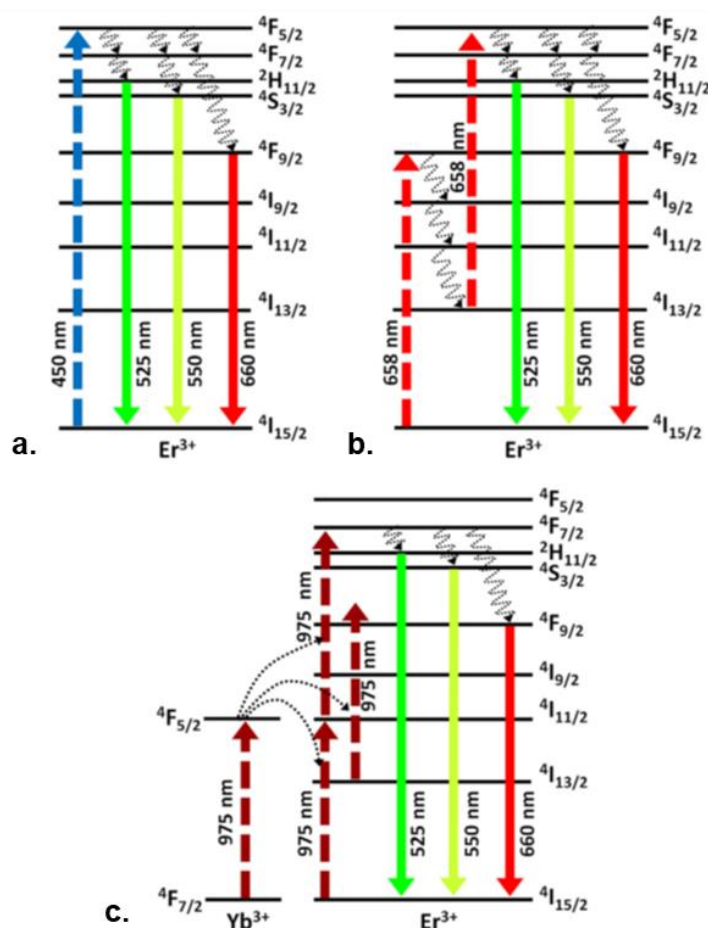 ⁴F₅/₂
⁴F₇/₂
²H₁₁/₂
⁴S₃/₂
⁴F₉/₂
⁴I₉/₂
⁴I₁₁/₂
⁴I₁₃/₂
450 nm
525 nm
550 nm
660 nm
⁴I₁₅/₂
Er³⁺
a.
⁴F₅/₂
⁴F₇/₂
²H₁₁/₂
⁴S₃/₂
658 nm
⁴F₉/₂
⁴I₉/₂
⁴I₁₁/₂
⁴I₁₃/₂
658 nm
525 nm
550 nm
660 nm
⁴I₁₅/₂
Er³⁺
b.
⁴F₅/₂
⁴F₇/₂
²H₁₁/₂
⁴S₃/₂
975 nm
⁴F₉/₂
975 nm
⁴I₉/₂
⁴F₅/₂
⁴I₁₁/₂
⁴I₁₃/₂
975 nm
975 nm
525 nm
550 nm
660 nm
⁴F₇/₂
⁴I₁₅/₂
Yb³⁺
Er³⁺
c.